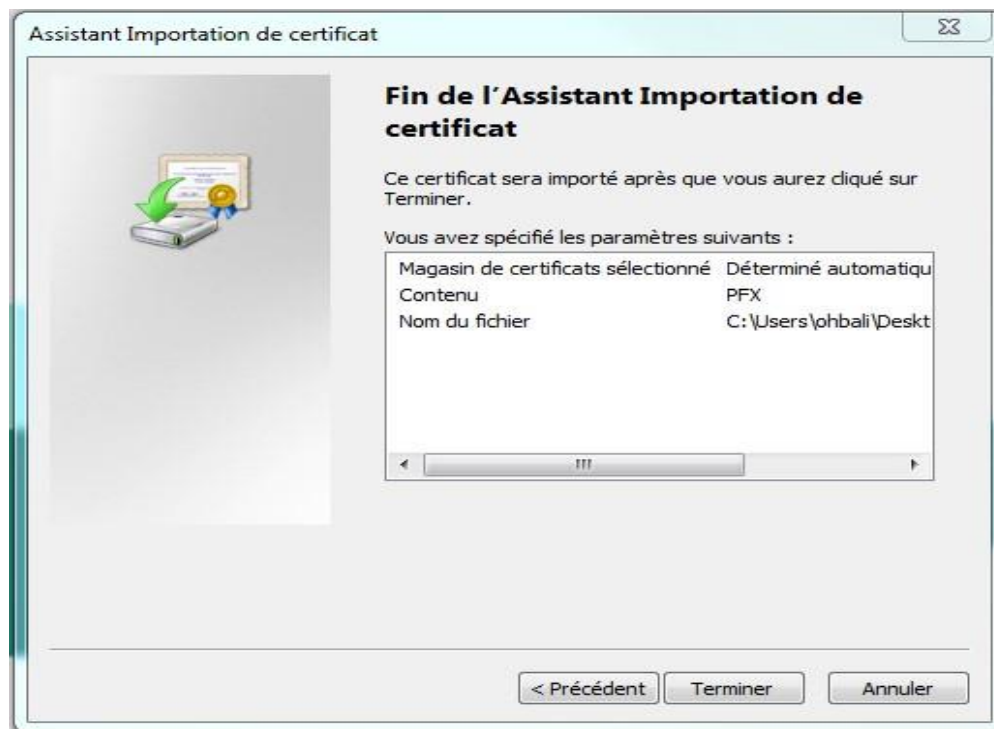 Assistant Importation de certificat
Fin de l'Assistant Importation de
certificat
Ce certificat sera importé après que vous aurez cliqué sur
Terminer.
Vous avez spécifié les paramètres suivants :
Magasin de certificats sélectionné Déterminé automatiqu
Contenu PFX
Nom du fichier C:\Users\ohbali\Deskt
< Précédent Terminer Annuler